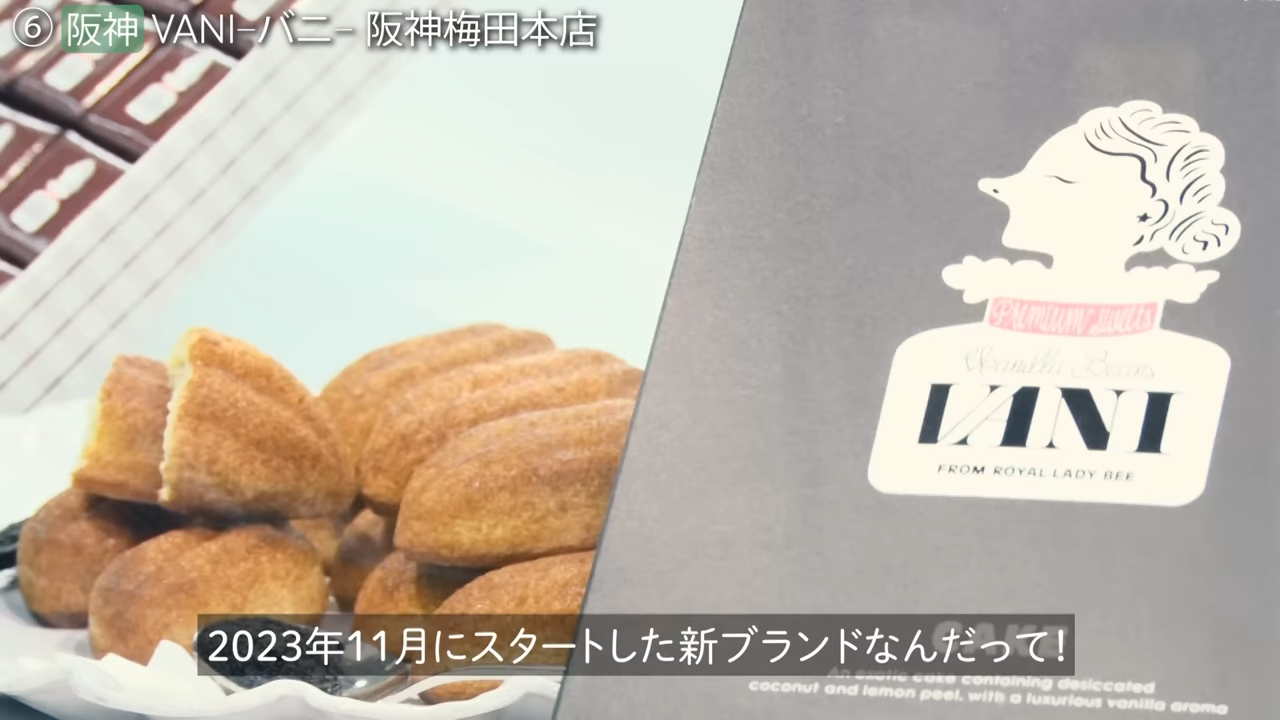 ⑥ 阪神 VANI-バニ- 阪神梅田本店
Premium sweets
Vanilla Beans
VANI
FROM ROYAL LADY BEE
2023年11月にスタートした新ブランドなんだって!
CAKE
An exotic cake containing desiccated
coconut and lemon peel, with a luxurious vanilla aroma